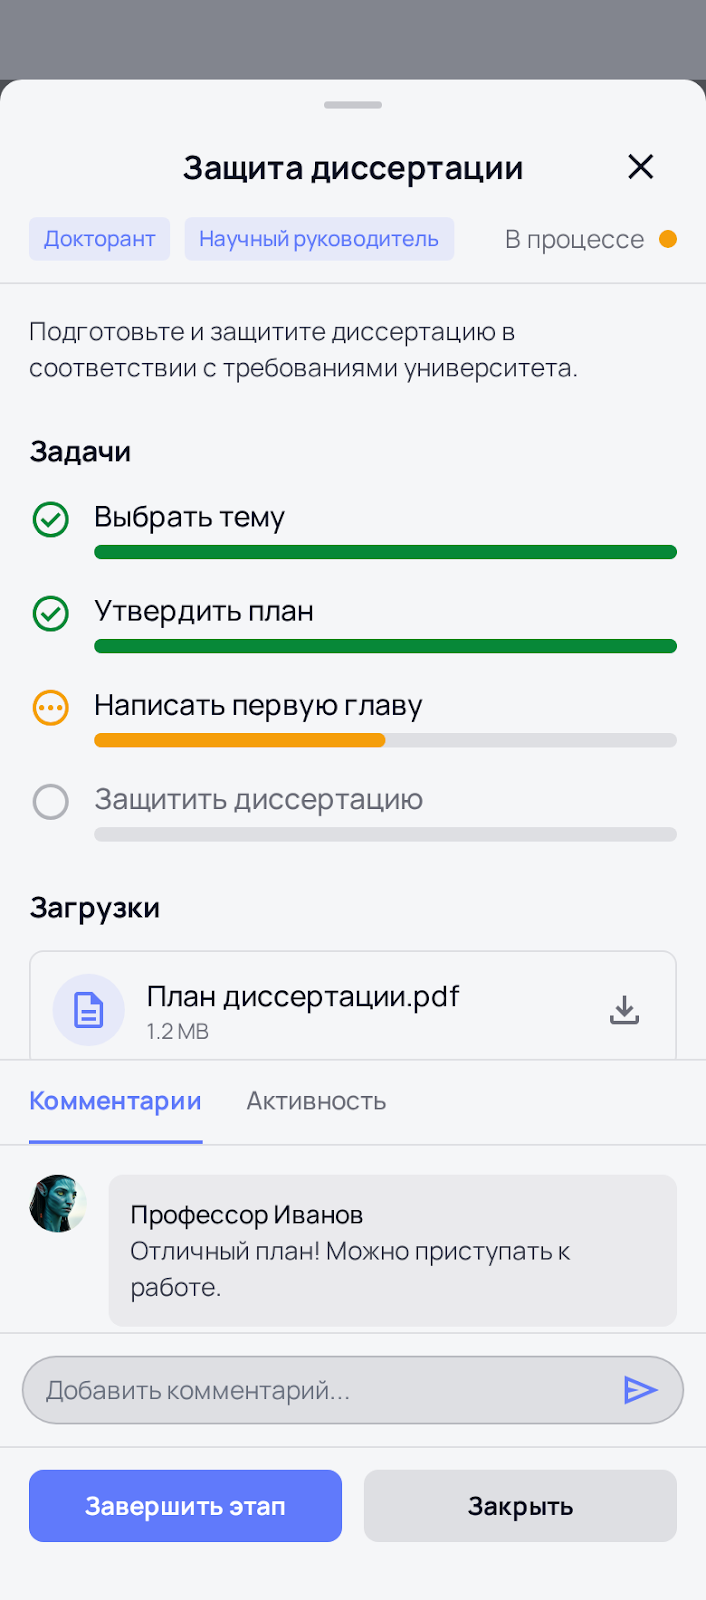 Защита диссертации
Докторант
Научный руководитель
В процессе
Подготовьте и защитите диссертацию в
соответствии с требованиями университета.
Задачи
Выбрать тему
Утвердить план
Написать первую главу
Защитить диссертацию
Загрузки
План диссертации.pdf
1.2 MB
Комментарии
Активность
Профессор Иванов
Отличный план! Можно приступать к
работе.
Добавить комментарий...
Завершить этап
Закрыть